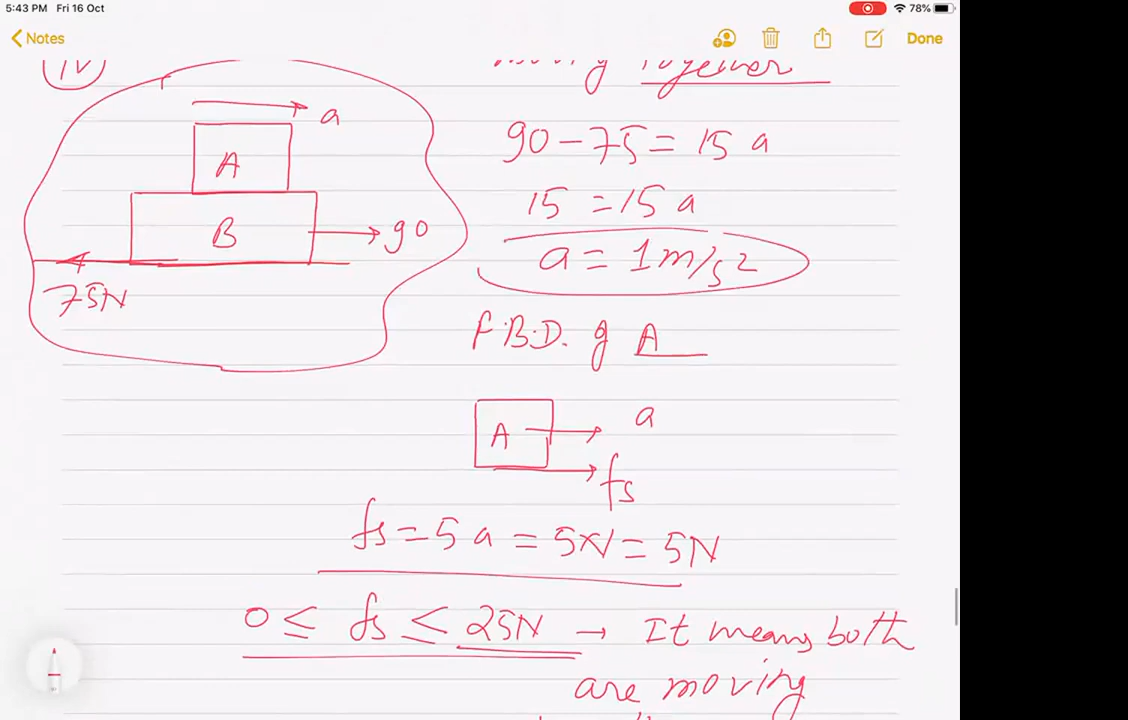 5:43 PM Fri 16 Oct
78%
Notes
Done
(iv)
together
a
A
B
90
75N
90 - 75 = 15 a
15 = 15 a
a = 1 m/s2
F.B.D. of A
A
a
fs
fs = 5 a = 5×1 = 5N
0 ≤ fs ≤ 25N → It means both
are moving